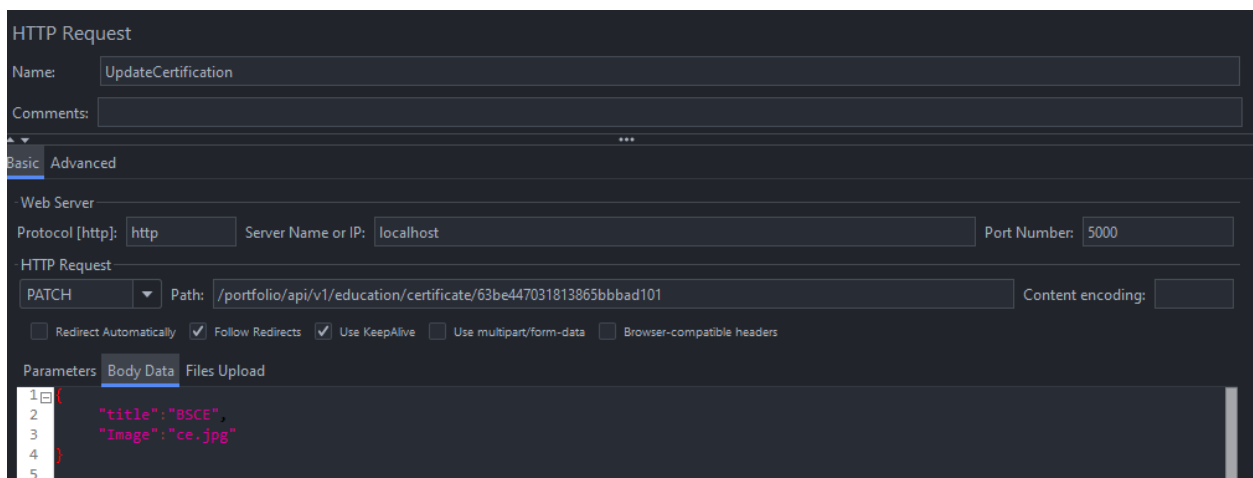 HTTP Request
Name: UpdateCertification
Comments:
Basic Advanced
Web Server
Protocol [http]: http Server Name or IP: localhost Port Number: 5000
HTTP Request
PATCH Path: /portfolio/api/v1/education/certificate/63be447031813865bbbad101 Content encoding:
Redirect Automatically Follow Redirects Use KeepAlive Use multipart/form-data Browser-compatible headers
Parameters Body Data Files Upload
1 {
2 "title":"BSCE",
3 "Image":"ce.jpg"
4 }
5